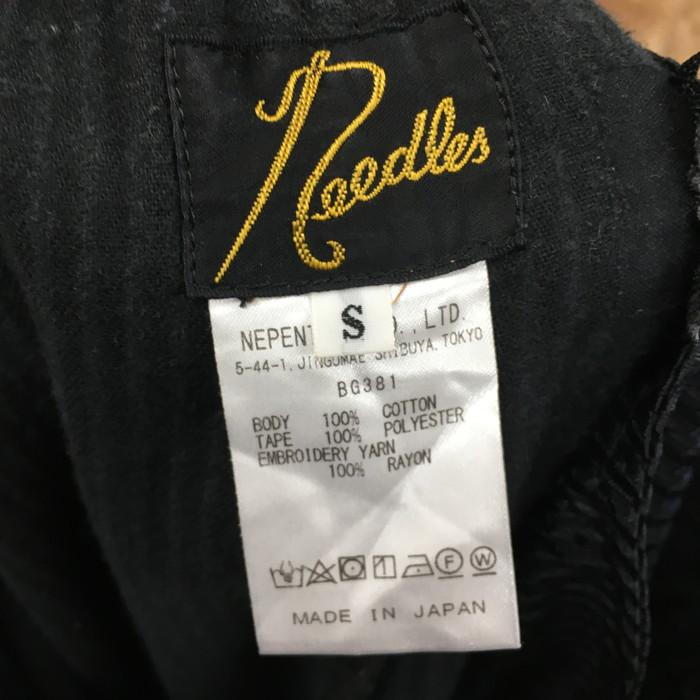 Needles
S
NEPEN , LTD.
5-44-1, JINGUMAE SHIBUYA. TOKYO
BG381
BODY 100% COTTON
TAPE 100% POLYESTER
EMBROIDERY YARN
100% RAYON
F W
MADE IN JAPAN